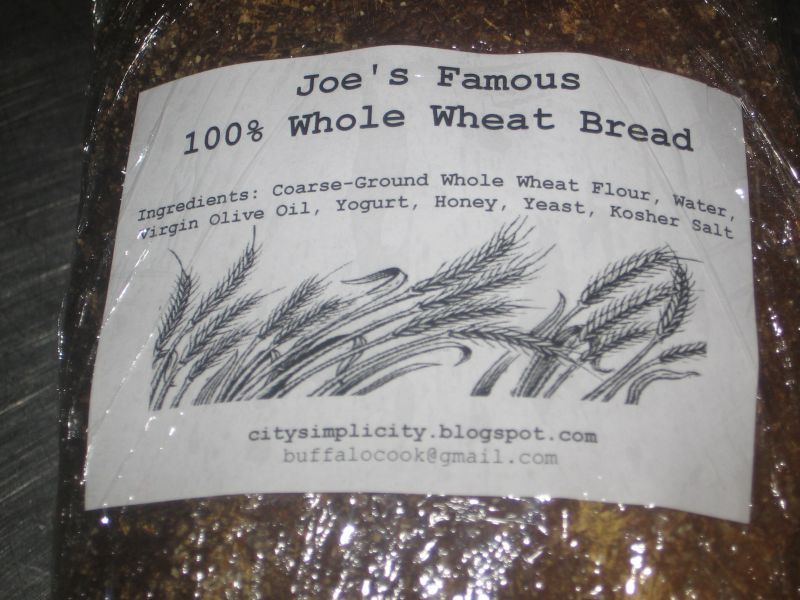 Joe's Famous
100% Whole Wheat Bread
Ingredients: Coarse-Ground Whole Wheat Flour, Water,
Virgin Olive Oil, Yogurt, Honey, Yeast, Kosher Salt
citysimplicity.blogspot.com
buffalocook@gmail.com